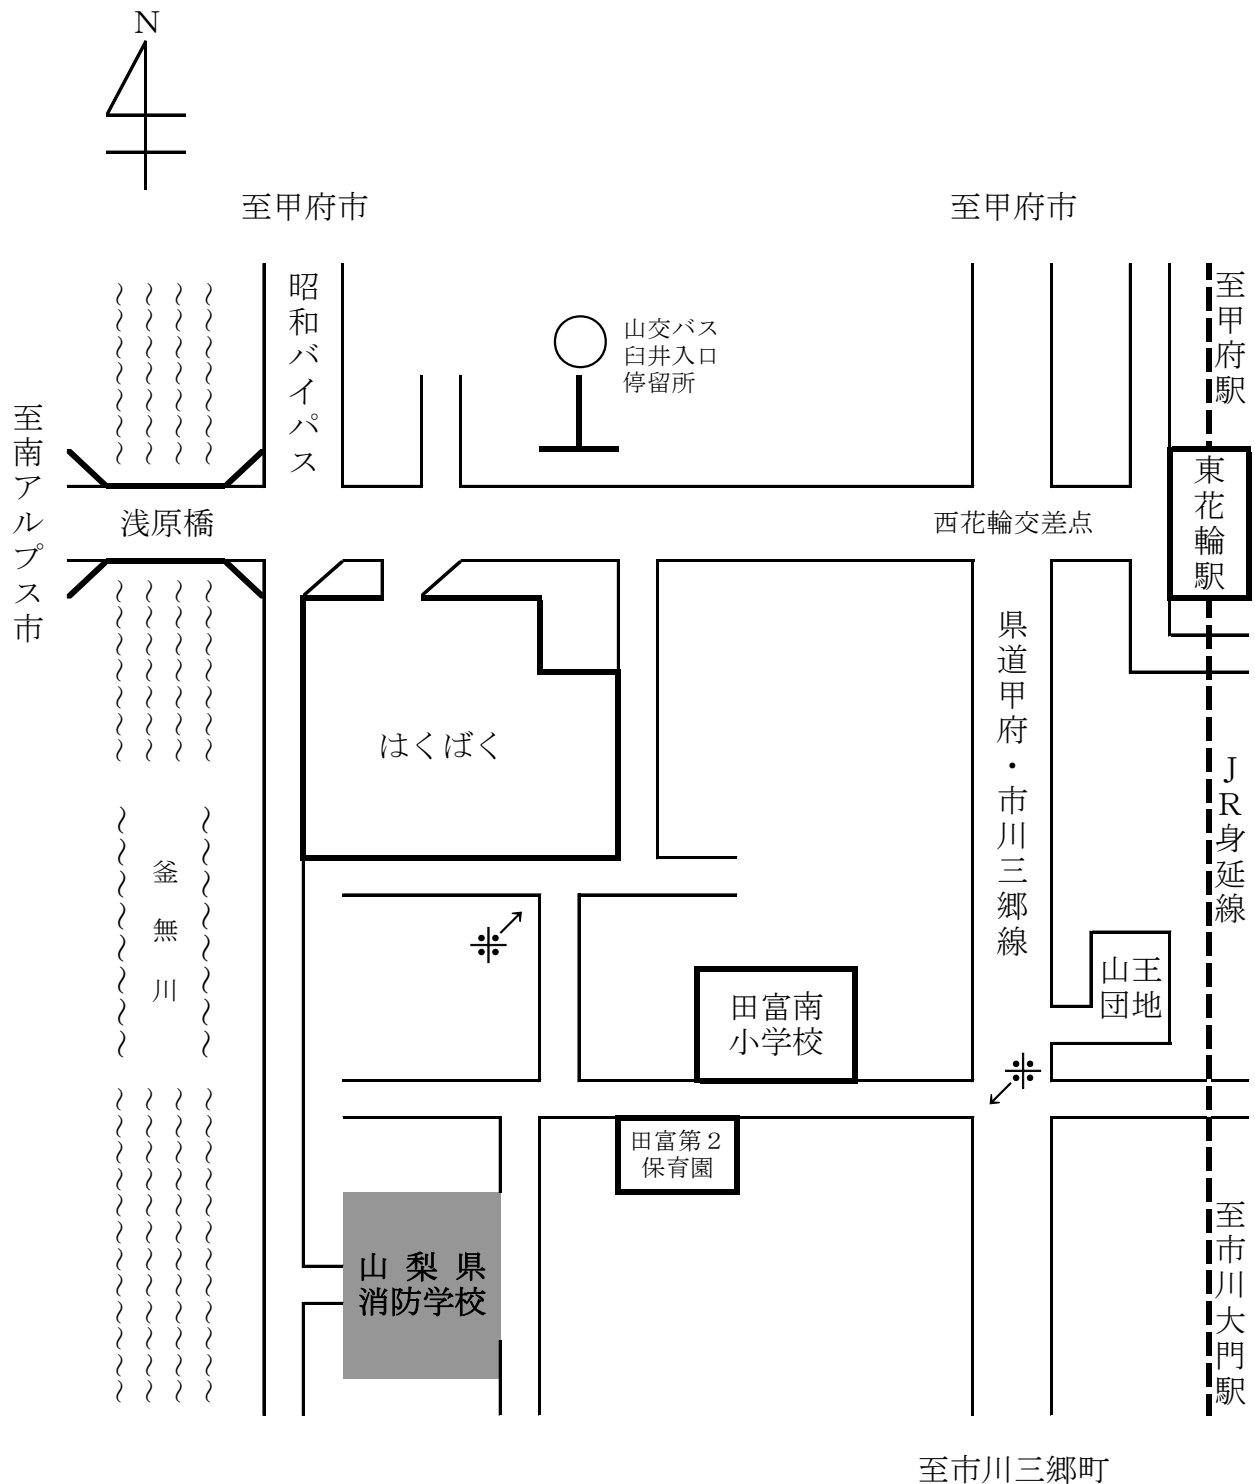 N
至甲府市
至甲府市
昭和バイパス
山交バス
臼井入口
停留所
至甲府駅
至南アルプス市
浅原橋
西花輪交差点
東花輪駅
県道甲府・市川三郷線
はくばく
JR身延線
釜無川
山王
団地
田富南
小学校
田富第2
保育園
山梨県
消防学校
至市川大門駅
至市川三郷町